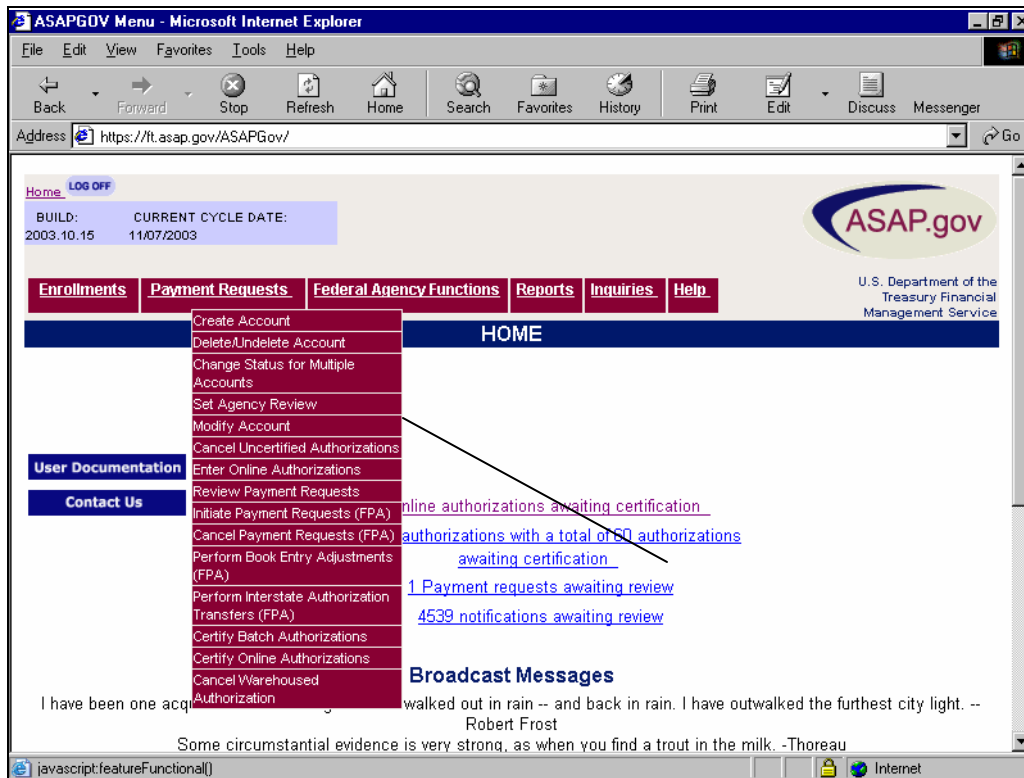 ASAPGOV Menu - Microsoft Internet Explorer
File Edit View Favorites Tools Help
Back Forward Stop Refresh Home Search Favorites History Print Edit Discuss Messenger
Address https://ft.asap.gov/ASAPGov/ Go
Home LOG OFF
BUILD: CURRENT CYCLE DATE:
2003.10.15 11/07/2003
ASAP.gov
U.S. Department of the
Treasury Financial
Management Service
Enrollments Payment Requests Federal Agency Functions Reports Inquiries Help
HOME
Create Account
Delete/Undelete Account
Change Status for Multiple
Accounts
Set Agency Review
Modify Account
Cancel Uncertified Authorizations
Enter Online Authorizations
Review Payment Requests
Initiate Payment Requests (FPA)
Cancel Payment Requests (FPA)
Perform Book Entry Adjustments
(FPA)
Perform Interstate Authorization
Transfers (FPA)
Certify Batch Authorizations
Certify Online Authorizations
Cancel Warehoused
Authorization
User Documentation
Contact Us
nline authorizations awaiting certification
authorizations with a total of 60 authorizations
awaiting certification
1 Payment requests awaiting review
4539 notifications awaiting review
Broadcast Messages
I have been one acq walked out in rain -- and back in rain. I have outwalked the furthest city light. --
Robert Frost
Some circumstantial evidence is very strong, as when you find a trout in the milk. -Thoreau
javascript:featureFunctional() Internet